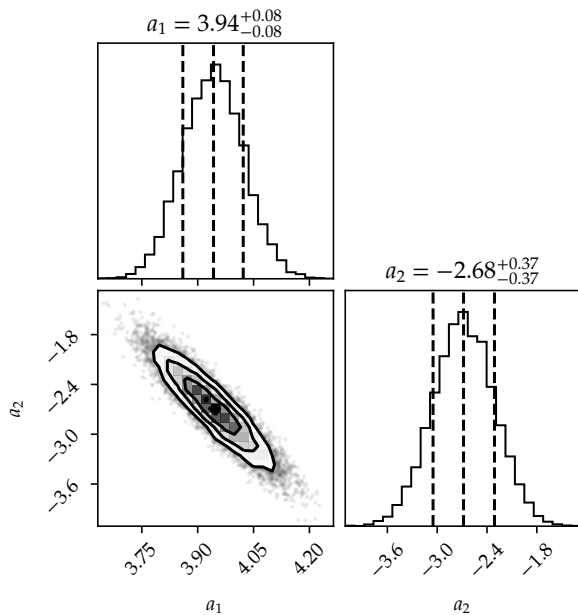 a₁ = 3.94⁺⁰·⁰⁸₋₀.₀₈
a₂ = −2.68⁺⁰·³⁷₋₀.₃₇
−1.8
−2.4
−3.0
−3.6
a₂
3.75
3.90
4.05
4.20
a₁
−3.6
−3.0
−2.4
−1.8
a₂